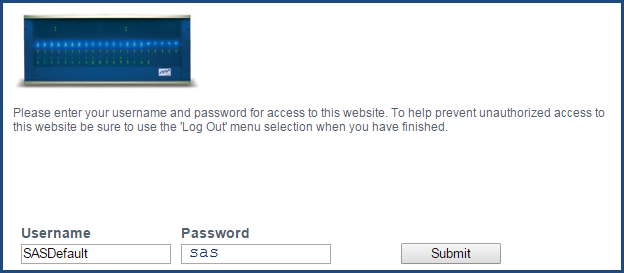 Please enter your username and password for access to this website. To help prevent unauthorized access to
this website be sure to use the 'Log Out' menu selection when you have finished.
Username Password
SASDefault sas Submit